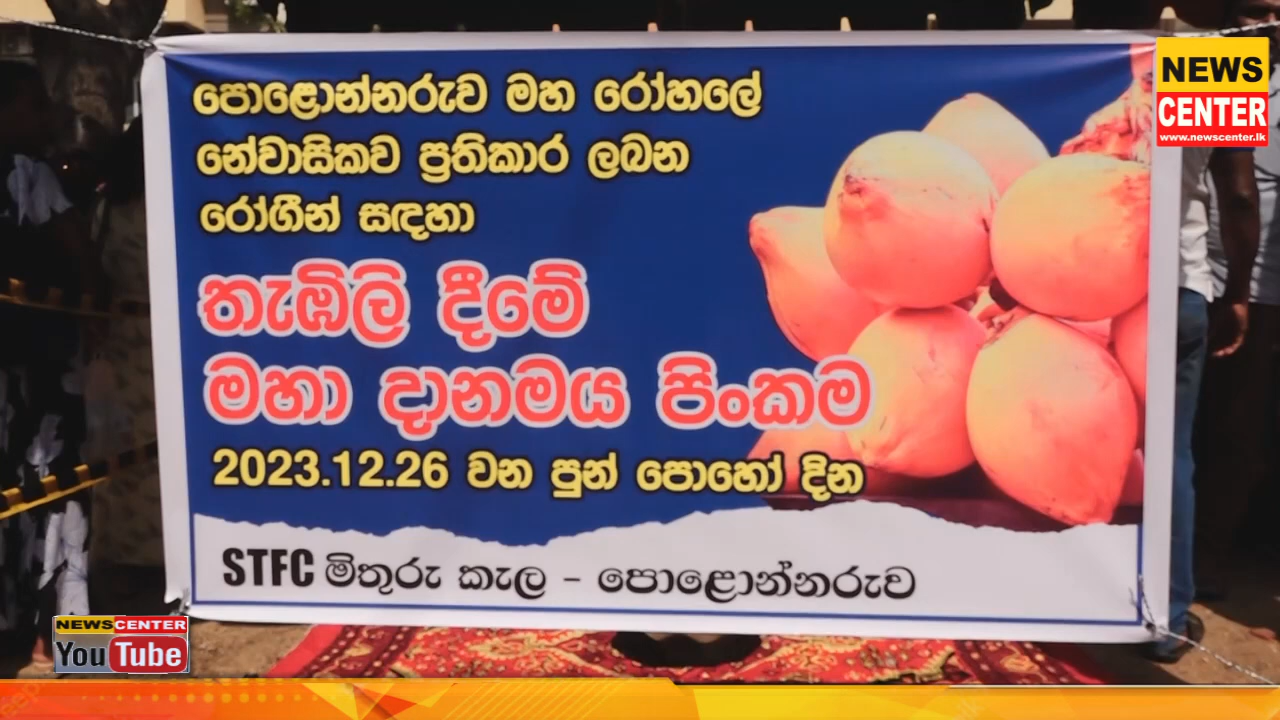 පොළොන්නරුව මහ රෝහලේ
නේවාසිකව ප්‍රතිකාර ලබන
රෝගීන් සඳහා
තැඹිලි දීමේ
මහා දානමය පිංකම
2023.12.26 වන පුන් පොහෝ දින
STFC මිතුරු කැල - පොළොන්නරුව
NEWS
CENTER
www.newscenter.lk
NEWSCENTER
YouTube